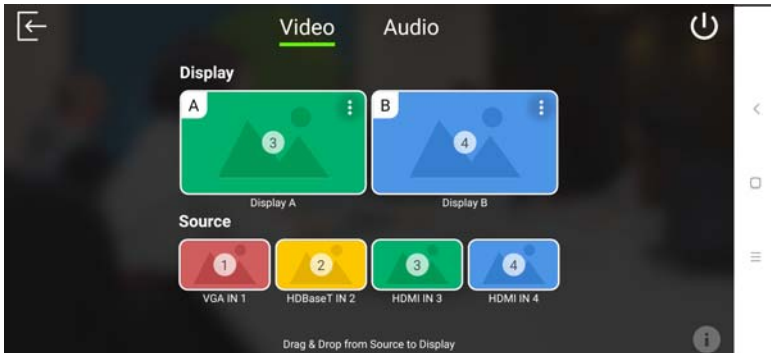 Video Audio
Display
A B
3 4
Display A Display B
Source
1 2 3 4
VGA IN 1 HDBaseT IN 2 HDMI IN 3 HDMI IN 4
Drag & Drop from Source to Display